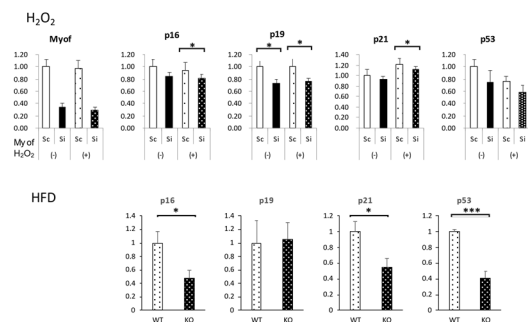 H₂O₂
Myof
p16
p19
p21
p53
* * * *
1.20 1.20 1.20 1.40 1.20
1.00 1.00 1.00 1.20 1.00
0.80 0.80 0.80 1.00 0.80
0.60 0.60 0.60 0.80 0.60
0.40 0.40 0.40 0.60 0.40
0.20 0.20 0.20 0.40 0.20
0.00 0.00 0.00 0.20 0.00
0.00
Myof Sc Si Sc Si Sc Si Sc Si Sc Si Sc Si Sc Si Sc Si Sc Si Sc Si
H₂O₂ (-) (+) (-) (+) (-) (+) (-) (+) (-) (+)
HFD
p16
p19
p21
p53
* * ***
1.4 1.4 1.4 1.2
1.2 1.2 1.2 1
1 1 1 0.8
0.8 0.8 0.8 0.6
0.6 0.6 0.6 0.4
0.4 0.4 0.4 0.2
0.2 0.2 0.2 0
0 0 0
WT KO WT KO WT KO WT KO